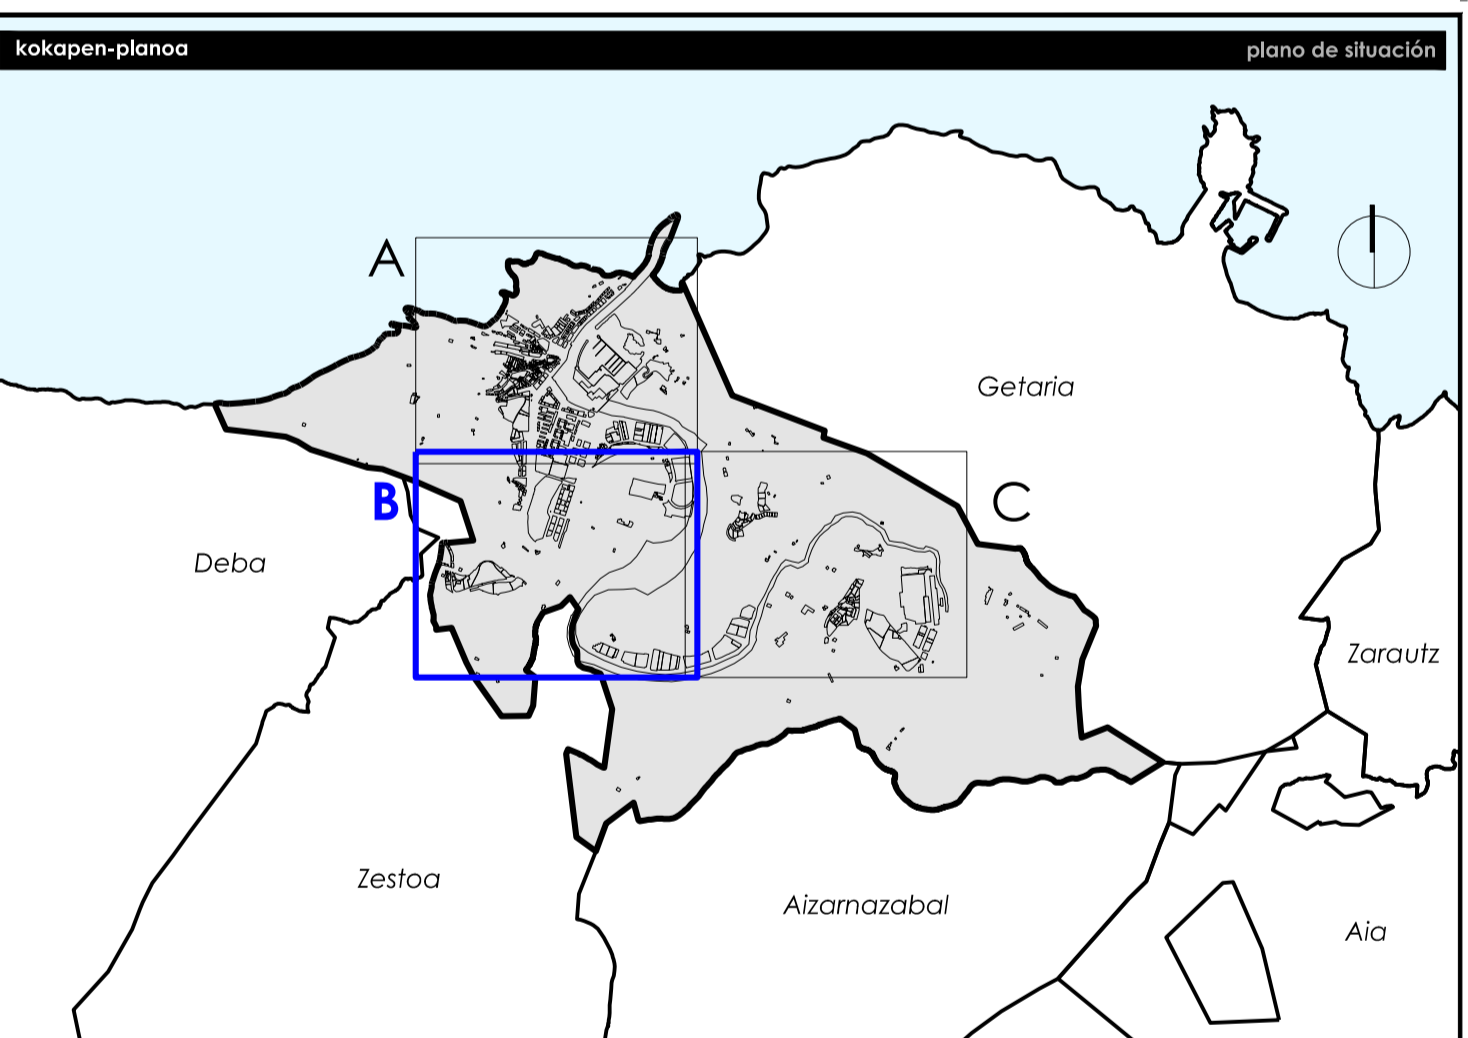 kokapen-planoa
plano de situación
A
Getaria
B
C
Deba
Zarautz
Zestoa
Aizarnazabal
Aia